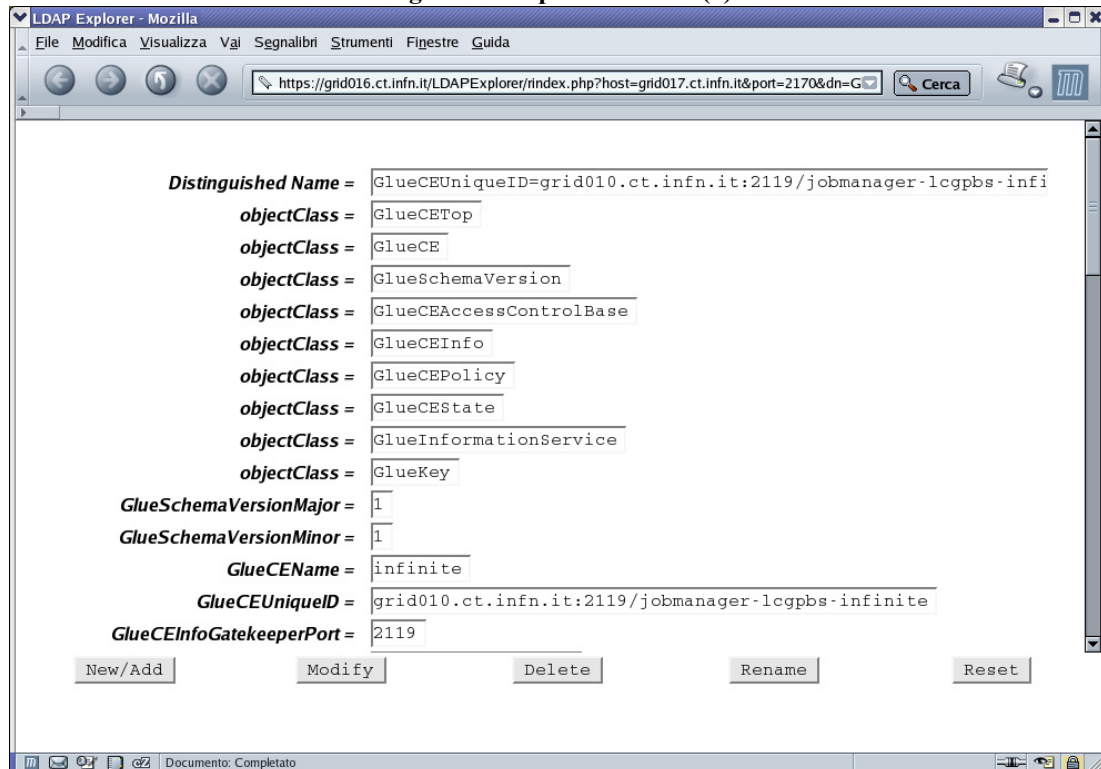 LDAP Explorer - Mozilla
File Modifica Visualizza Vai Segnalibri Strumenti Finestre Guida
https://grid016.ct.infn.it/LDAPExplorer/rindex.php?host=grid017.ct.infn.it&port=2170&dn=G Cerca
Distinguished Name = GlueCEUniqueID=grid010.ct.infn.it:2119/jobmanager-lcgpbs-infi
objectClass = GlueCETop
objectClass = GlueCE
objectClass = GlueSchemaVersion
objectClass = GlueCEAccessControlBase
objectClass = GlueCEInfo
objectClass = GlueCEPolicy
objectClass = GlueCEState
objectClass = GlueInformationService
objectClass = GlueKey
GlueSchemaVersionMajor = 1
GlueSchemaVersionMinor = 1
GlueCEName = infinite
GlueCEUniqueID = grid010.ct.infn.it:2119/jobmanager-lcgpbs-infinite
GlueCEInfoGatekeeperPort = 2119
New/Add Modify Delete Rename Reset
Documento: Completato